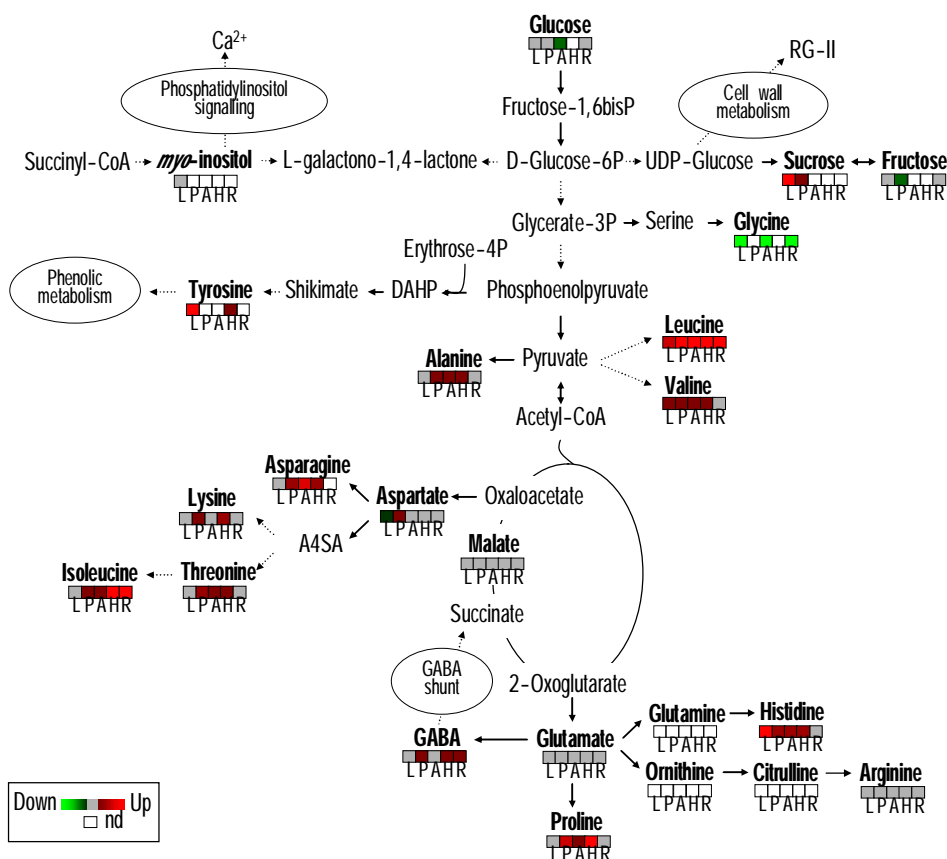 Glucose
LPAHR
Ca2+
RG-II
Phosphatidylinositol
signalling
Fructose-1,6bisP
Cell wall
metabolism
Succinyl-CoA
myo-inositol
LPAHR
L-galactono-1,4-lactone
D-Glucose-6P
UDP-Glucose
Sucrose
LPAHR
Fructose
LPAHR
Glycerate-3P
Serine
Glycine
LPAHR
Erythrose-4P
Phenolic
metabolism
Tyrosine
LPAHR
Shikimate
DAHP
Phosphoenolpyruvate
Leucine
LPAHR
Alanine
LPAHR
Pyruvate
Valine
LPAHR
Acetyl-CoA
Asparagine
LPAHR
Lysine
LPAHR
Aspartate
LPAHR
Oxaloacetate
A4SA
Malate
LPAHR
Isoleucine
LPAHR
Threonine
LPAHR
Succinate
GABA
shunt
2-Oxoglutarate
GABA
LPAHR
Glutamate
LPAHR
Glutamine
LPAHR
Histidine
LPAHR
Ornithine
LPAHR
Citrulline
LPAHR
Arginine
LPAHR
Proline
LPAHR
Down Up
nd